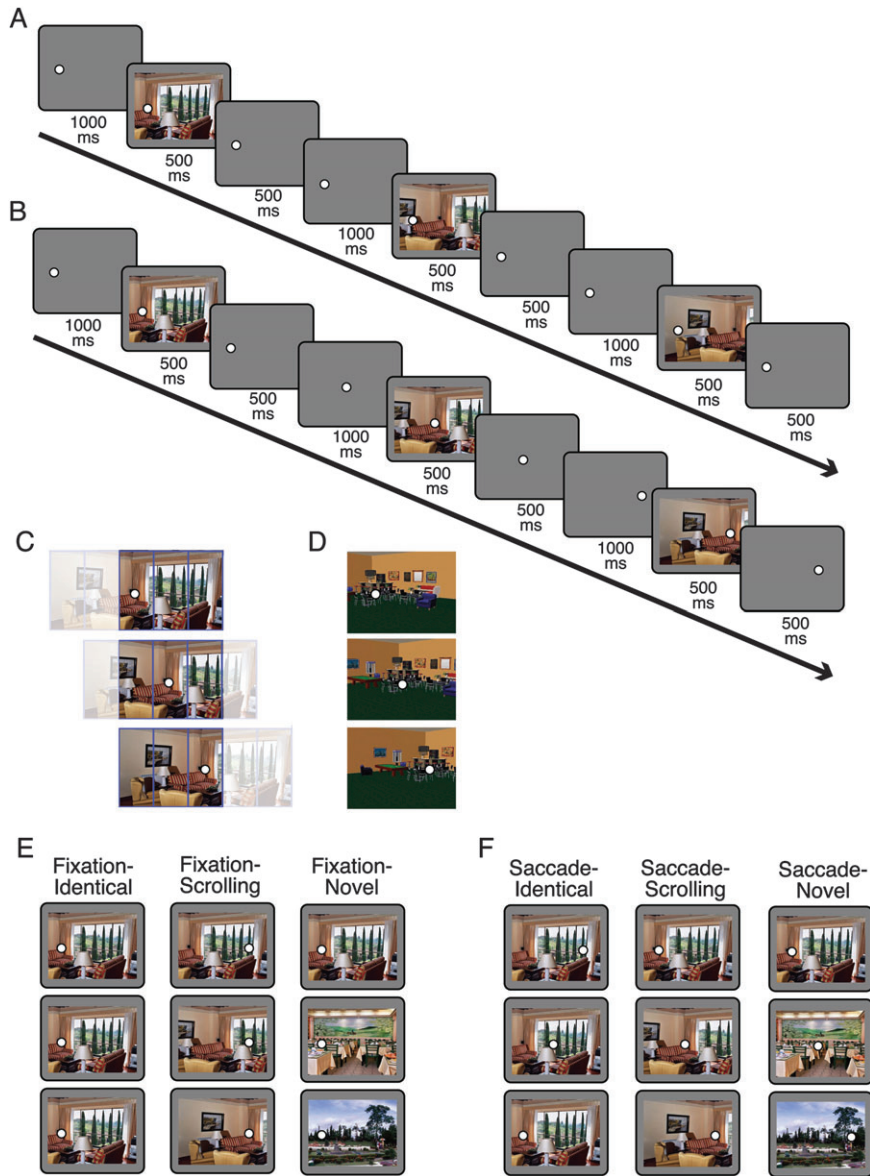 A
1000
ms
500
ms
500
ms
1000
ms
500
ms
500
ms
1000
ms
500
ms
500
ms
B
1000
ms
500
ms
500
ms
1000
ms
500
ms
500
ms
1000
ms
500
ms
500
ms
C
D
E
Fixation-
Identical
Fixation-
Scrolling
Fixation-
Novel
F
Saccade-
Identical
Saccade-
Scrolling
Saccade-
Novel